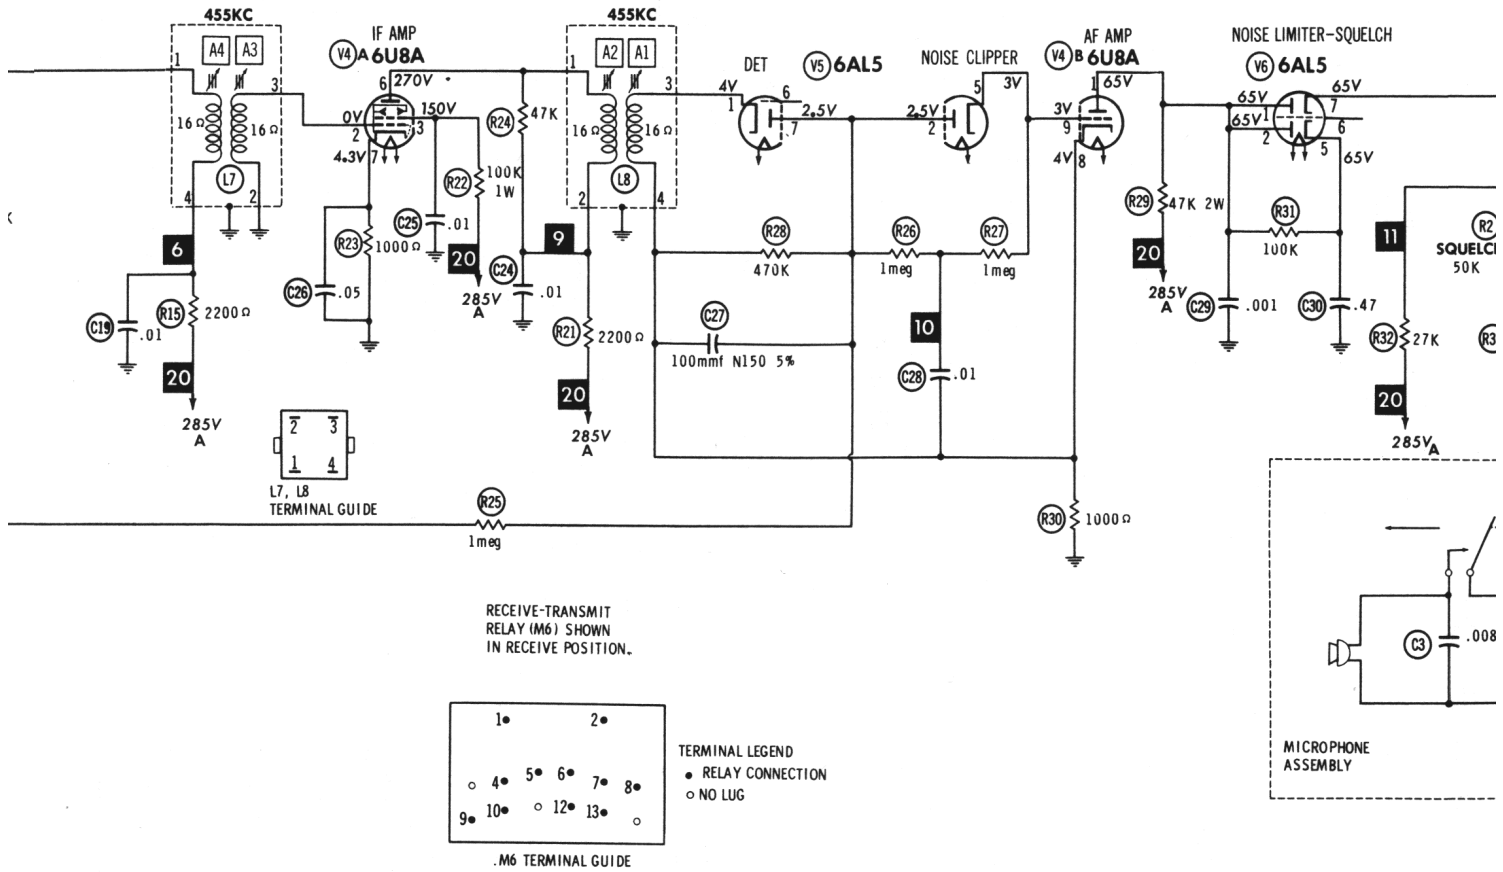 455KC
A4 A3
1
3
16Ω 16Ω
L7
4 2
6
C19 .01
R15 2200Ω
20
285V
A
IF AMP
V4 A 6U8A
6 270V
150V
0V
2
3
4.3V 7
R22 100K
1W
C25 .01
R23 1000Ω
C26 .05
20
285V
A
R24 47K
9
C24 .01
455KC
A2 A1
1
3
16Ω 16Ω
L8
2 4
R21 2200Ω
20
285V
A
DET
V5 6AL5
4V
1
6
2.5V
7
NOISE CLIPPER
5
3V
2.5V
2
R28
470K
R26
1meg
R27
1meg
C27
100mmf N150 5%
10
C28 .01
AF AMP
V4 B 6U8A
1
65V
3V
9
4V 8
R29 47K 2W
20
285V
A
R30 1000Ω
NOISE LIMITER-SQUELCH
V6 6AL5
65V
65V
1
7
65V
6
2
5
65V
R31
100K
C29 .001
C30 .47
11
R2
SQUELC
50K
R32 27K
R3
20
285V
A
2 3
1 4
L7, L8
TERMINAL GUIDE
R25
1meg
RECEIVE-TRANSMIT
RELAY (M6) SHOWN
IN RECEIVE POSITION.
1 2
4 5 6 7 8
9 10 12 13
.M6 TERMINAL GUIDE
TERMINAL LEGEND
RELAY CONNECTION
NO LUG
C3 .008
MICROPHONE
ASSEMBLY